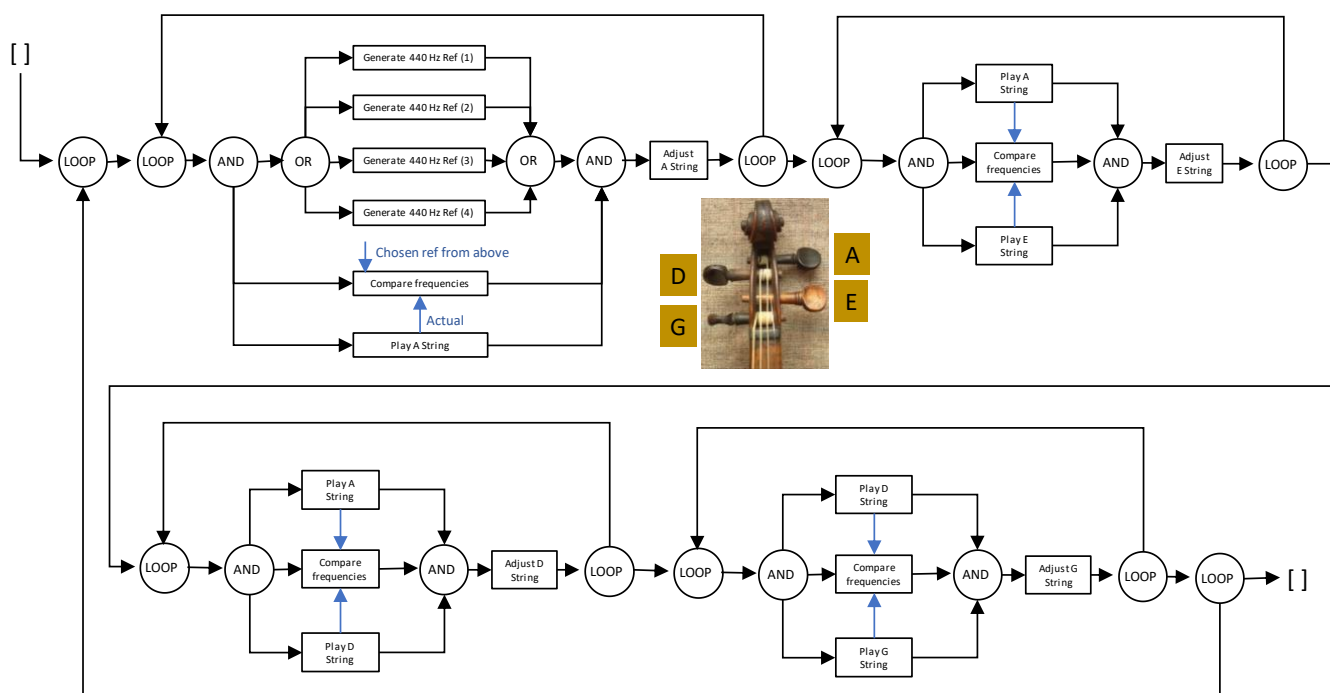 [ ]
LOOP
LOOP
AND
OR
Generate 440 Hz Ref (1)
Generate 440 Hz Ref (2)
Generate 440 Hz Ref (3)
Generate 440 Hz Ref (4)
Chosen ref from above
Compare frequencies
Actual
Play A String
OR
AND
Adjust
A String
LOOP
LOOP
AND
Play A
String
Compare
frequencies
Play E
String
AND
Adjust
E String
LOOP
D
G
A
E
LOOP
AND
Play A
String
Compare
frequencies
Play D
String
AND
Adjust D
String
LOOP
LOOP
AND
Play D
String
Compare
frequencies
Play G
String
AND
Adjust G
String
LOOP
LOOP
[ ]